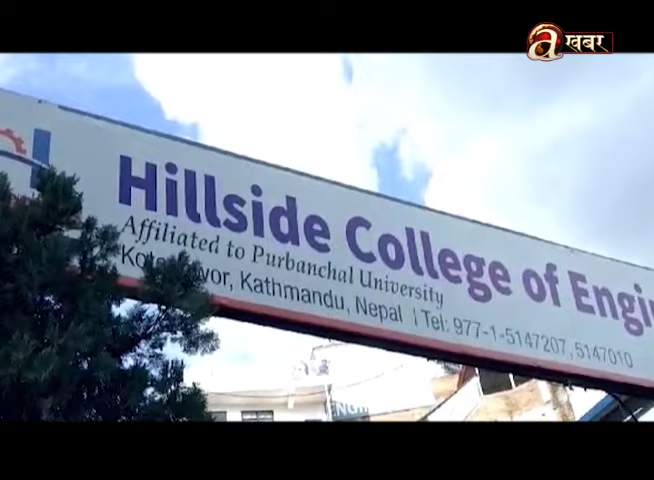 a खबर
Hillside College of Engi
Affiliated to Purbanchal University
Kathmandu, Nepal | Tel: 977-1-5147207, 5147010